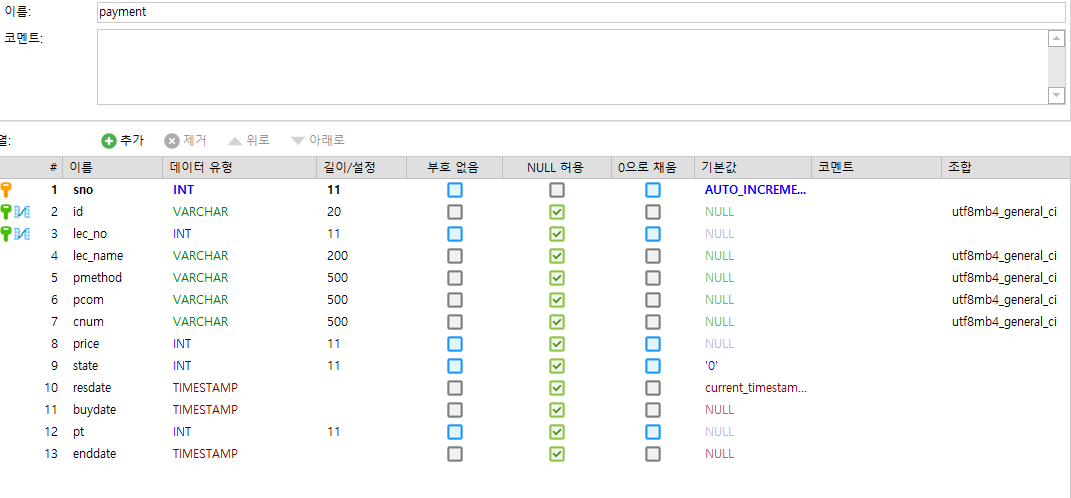 이름: payment
코멘트:
열: 추가 제거 위로 아래로
# 이름 데이터 유형 길이/설정 부호 없음 NULL 허용 0으로 채움 기본값 코멘트 조합
1 sno INT 11 AUTO_INCREME...
2 id VARCHAR 20 NULL utf8mb4_general_ci
3 lec_no INT 11 NULL
4 lec_name VARCHAR 200 NULL utf8mb4_general_ci
5 pmethod VARCHAR 500 NULL utf8mb4_general_ci
6 pcom VARCHAR 500 NULL utf8mb4_general_ci
7 cnum VARCHAR 500 NULL utf8mb4_general_ci
8 price INT 11 NULL
9 state INT 11 '0'
10 resdate TIMESTAMP current_timestam...
11 buydate TIMESTAMP NULL
12 pt INT 11 NULL
13 enddate TIMESTAMP NULL